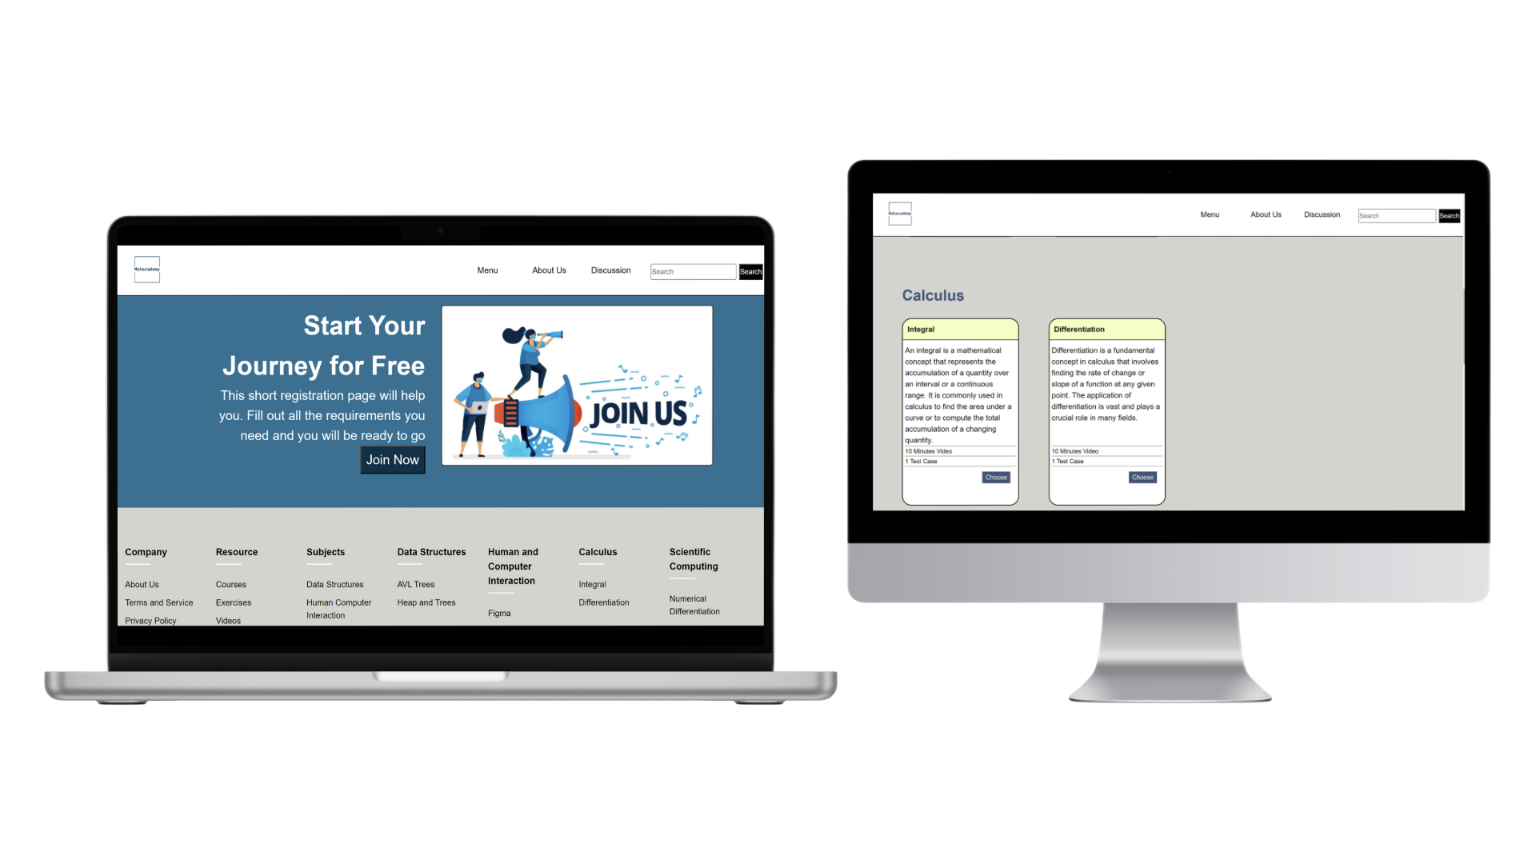 Matacademy
Menu
About Us
Discussion
Search
Search
Start Your
Journey for Free
This short registration page will help
you. Fill out all the requirements you
need and you will be ready to go
Join Now
JOIN US
Company
About Us
Terms and Service
Privacy Policy
Resource
Courses
Exercises
Videos
Subjects
Data Structures
Human Computer
Interaction
Data Structures
AVL Trees
Heap and Trees
Human and
Computer
Interaction
Figma
Calculus
Integral
Differentiation
Scientific
Computing
Numerical
Differentiation
Matacademy
Menu
About Us
Discussion
Search
Search
Calculus
Integral
An integral is a mathematical
concept that represents the
accumulation of a quantity over
an interval or a continuous
range. It is commonly used in
calculus to find the area under a
curve or to compute the total
accumulation of a changing
quantity.
10 Minutes Video
1 Test Case
Choose
Differentiation
Differentiation is a fundamental
concept in calculus that involves
finding the rate of change or
slope of a function at any given
point. The application of
differentiation is vast and plays a
crucial role in many fields.
10 Minutes Video
1 Test Case
Choose